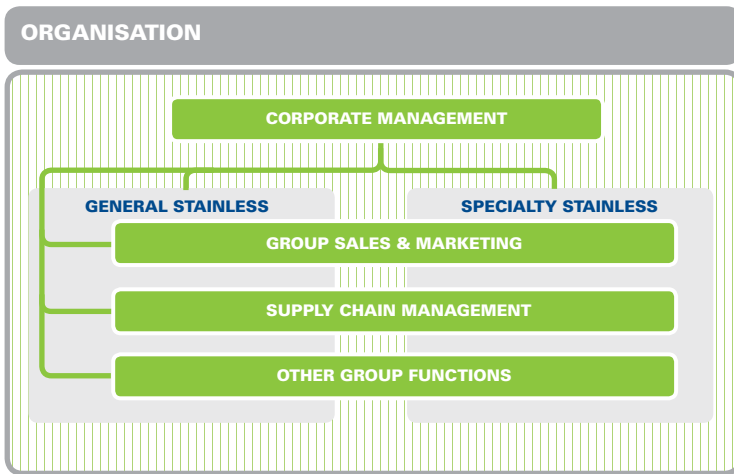 ORGANISATION
CORPORATE MANAGEMENT
GENERAL STAINLESS
SPECIALTY STAINLESS
GROUP SALES & MARKETING
SUPPLY CHAIN MANAGEMENT
OTHER GROUP FUNCTIONS